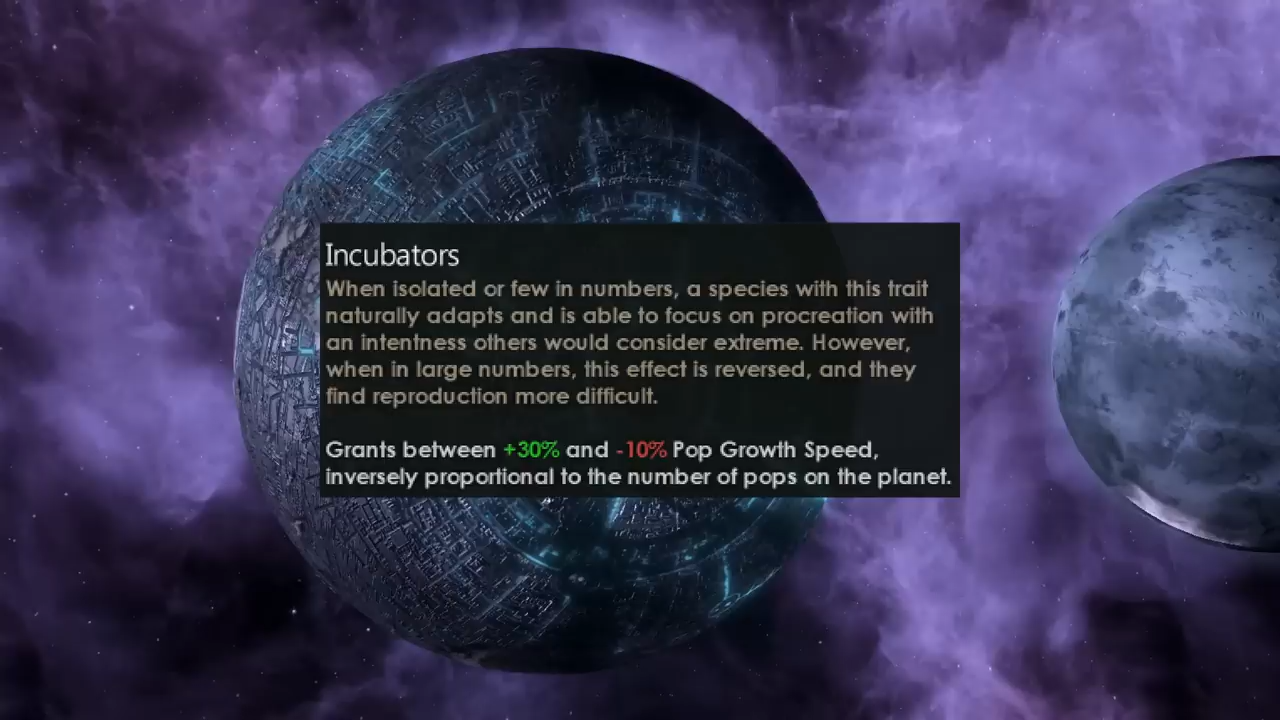 Incubators
When isolated or few in numbers, a species with this trait
naturally adapts and is able to focus on procreation with
an intentness others would consider extreme. However,
when in large numbers, this effect is reversed, and they
find reproduction more difficult.
Grants between +30% and -10% Pop Growth Speed,
inversely proportional to the number of pops on the planet.